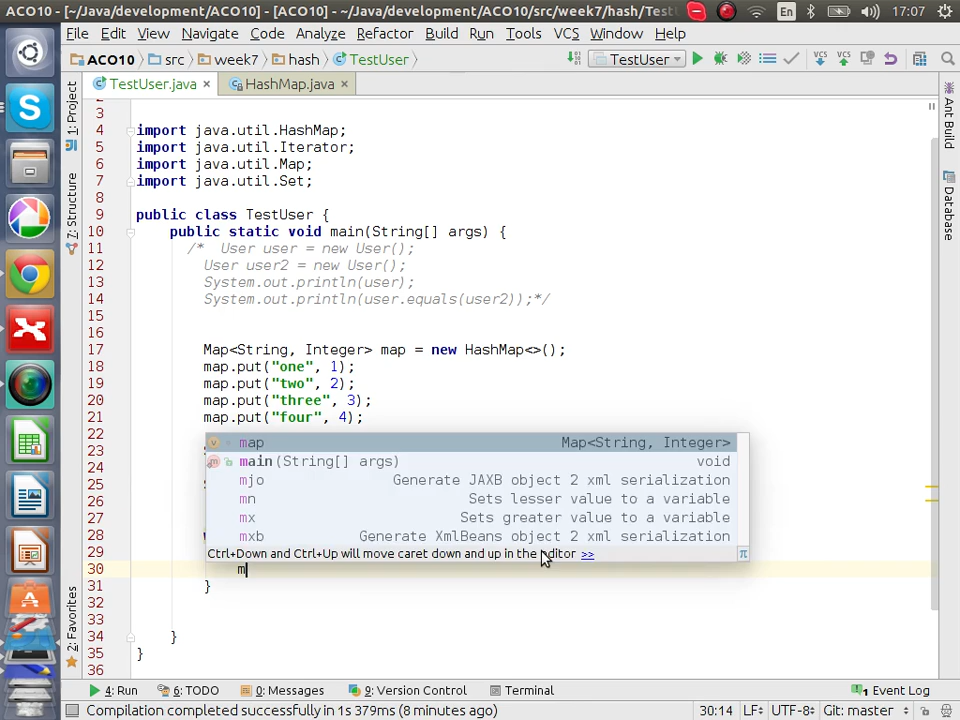 ACO10 - [~/Java/development/ACO10] - [ACO10] - ~/Java/development/ACO10/src/week7/hash/Test
En 17:07
File Edit View Navigate Code Analyze Refactor Build Run Tools VCS Window Help
ACO10 src week7 hash TestUser TestUser VCS VCS
TestUser.java HashMap.java
1: Project
7: Structure
2: Favorites
Ant Build
Database
3
4 import java.util.HashMap;
5 import java.util.Iterator;
6 import java.util.Map;
7 import java.util.Set;
8
9 public class TestUser {
10 public static void main(String[] args) {
11 /* User user = new User();
12 User user2 = new User();
13 System.out.println(user);
14 System.out.println(user.equals(user2));*/
15
16
17 Map<String, Integer> map = new HashMap<>();
18 map.put("one", 1);
19 map.put("two", 2);
20 map.put("three", 3);
21 map.put("four", 4);
22 map Map<String, Integer>
23 main(String[] args) void
24 mjo Generate JAXB object 2 xml serialization
25 mn Sets lesser value to a variable
26 mx Sets greater value to a variable
27
28 mxb Generate XmlBeans object 2 xml serialization
29 Ctrl+Down and Ctrl+Up will move caret down and up in the editor >> π
30 m
31 }
32
33
34 }
35 }
36
4: Run 6: TODO 0: Messages 9: Version Control Terminal 1 Event Log
Compilation completed successfully in 1s 379ms (8 minutes ago) 30:14 LF UTF-8 Git: master